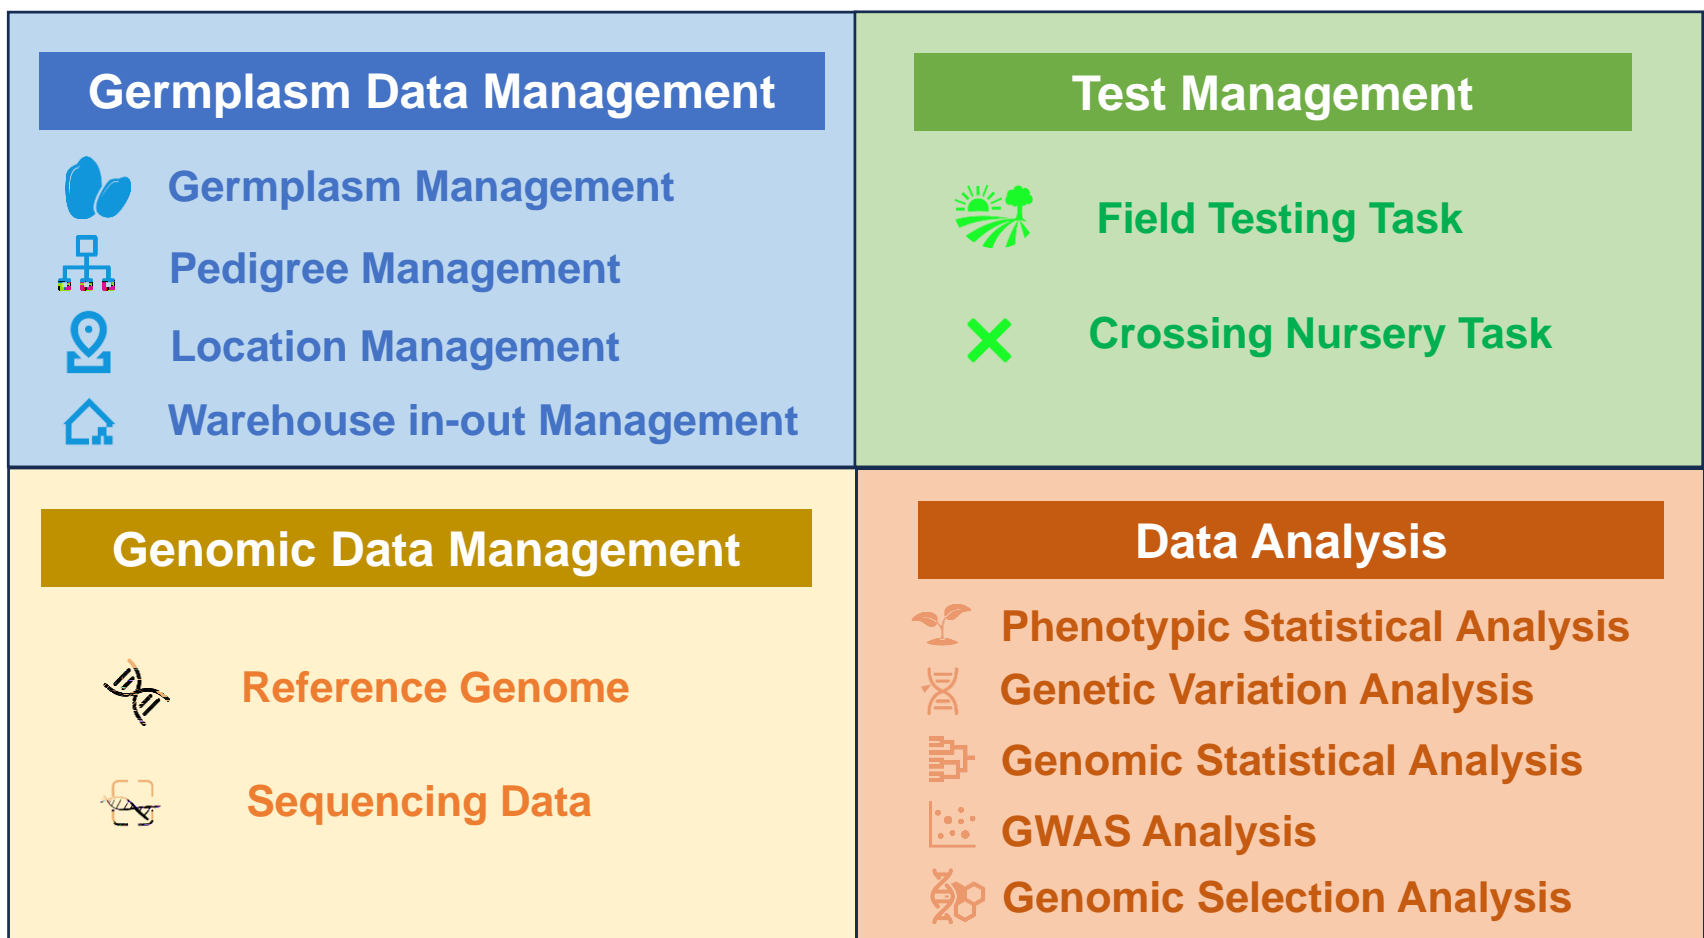 Germplasm Data Management
Germplasm Management
Pedigree Management
Location Management
Warehouse in-out Management
Test Management
Field Testing Task
Crossing Nursery Task
Genomic Data Management
Reference Genome
Sequencing Data
Data Analysis
Phenotypic Statistical Analysis
Genetic Variation Analysis
Genomic Statistical Analysis
GWAS Analysis
Genomic Selection Analysis